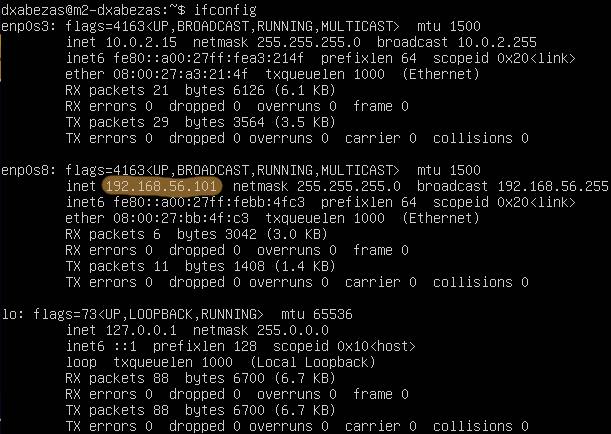 dxabezas@m2-dxabezas:~$ ifconfig
enp0s3: flags=4163<UP,BROADCAST,RUNNING,MULTICAST>  mtu 1500
inet 10.0.2.15  netmask 255.255.255.0  broadcast 10.0.2.255
inet6 fe80::a00:27ff:fea3:214f  prefixlen 64  scopeid 0x20<link>
ether 08:00:27:a3:21:4f  txqueuelen 1000  (Ethernet)
RX packets 21  bytes 6126 (6.1 KB)
RX errors 0  dropped 0  overruns 0  frame 0
TX packets 29  bytes 3564 (3.5 KB)
TX errors 0  dropped 0 overruns 0  carrier 0  collisions 0
enp0s8: flags=4163<UP,BROADCAST,RUNNING,MULTICAST>  mtu 1500
inet 192.168.56.101  netmask 255.255.255.0  broadcast 192.168.56.255
inet6 fe80::a00:27ff:febb:4fc3  prefixlen 64  scopeid 0x20<link>
ether 08:00:27:bb:4f:c3  txqueuelen 1000  (Ethernet)
RX packets 6  bytes 3042 (3.0 KB)
RX errors 0  dropped 0  overruns 0  frame 0
TX packets 11  bytes 1408 (1.4 KB)
TX errors 0  dropped 0 overruns 0  carrier 0  collisions 0
lo: flags=73<UP,LOOPBACK,RUNNING>  mtu 65536
inet 127.0.0.1  netmask 255.0.0.0
inet6 ::1  prefixlen 128  scopeid 0x10<host>
loop  txqueuelen 1000  (Local Loopback)
RX packets 88  bytes 6700 (6.7 KB)
RX errors 0  dropped 0  overruns 0  frame 0
TX packets 88  bytes 6700 (6.7 KB)
TX errors 0  dropped 0 overruns 0  carrier 0  collisions 0